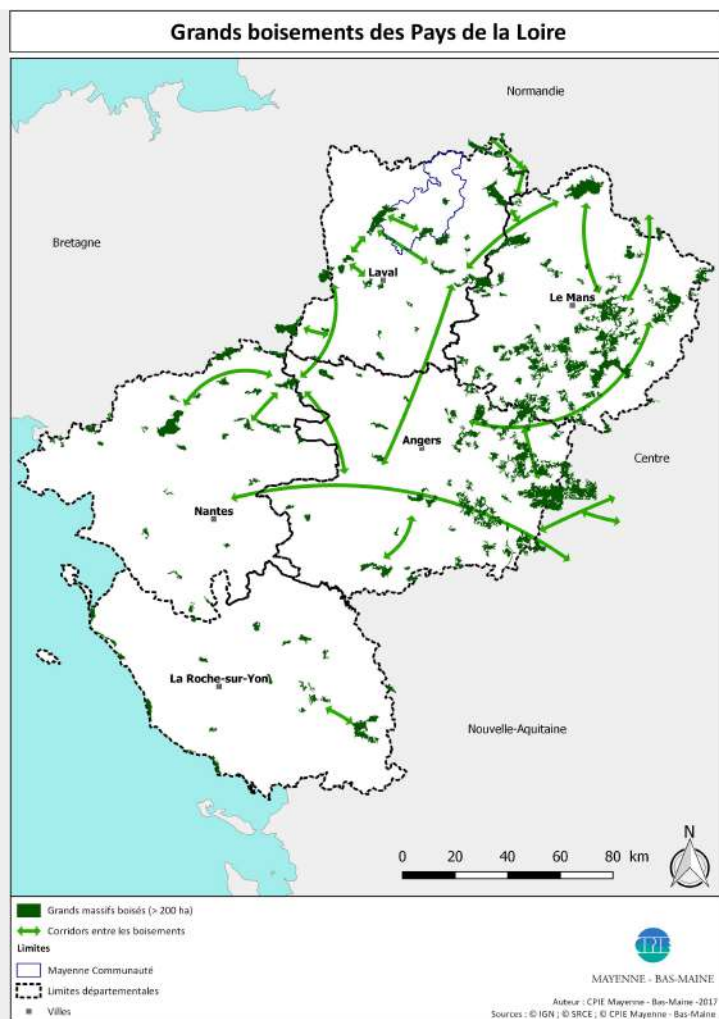 Grands boisements des Pays de la Loire
Normandie
Bretagne
Laval
Le Mans
Angers
Centre
Nantes
La Roche-sur-Yon
Nouvelle-Aquitaine
N
0 20 40 60 80 km
Grands massifs boisés (> 200 ha)
Corridors entre les boisements
Limites
Mayenne Communauté
Limites départementales
Villes
CPIE
MAYENNE - BAS-MAINE
Auteur : CPIE Mayenne - Bas-Maine -2017
Sources : © IGN ; © SRCE ; © CPIE Mayenne - Bas-Maine